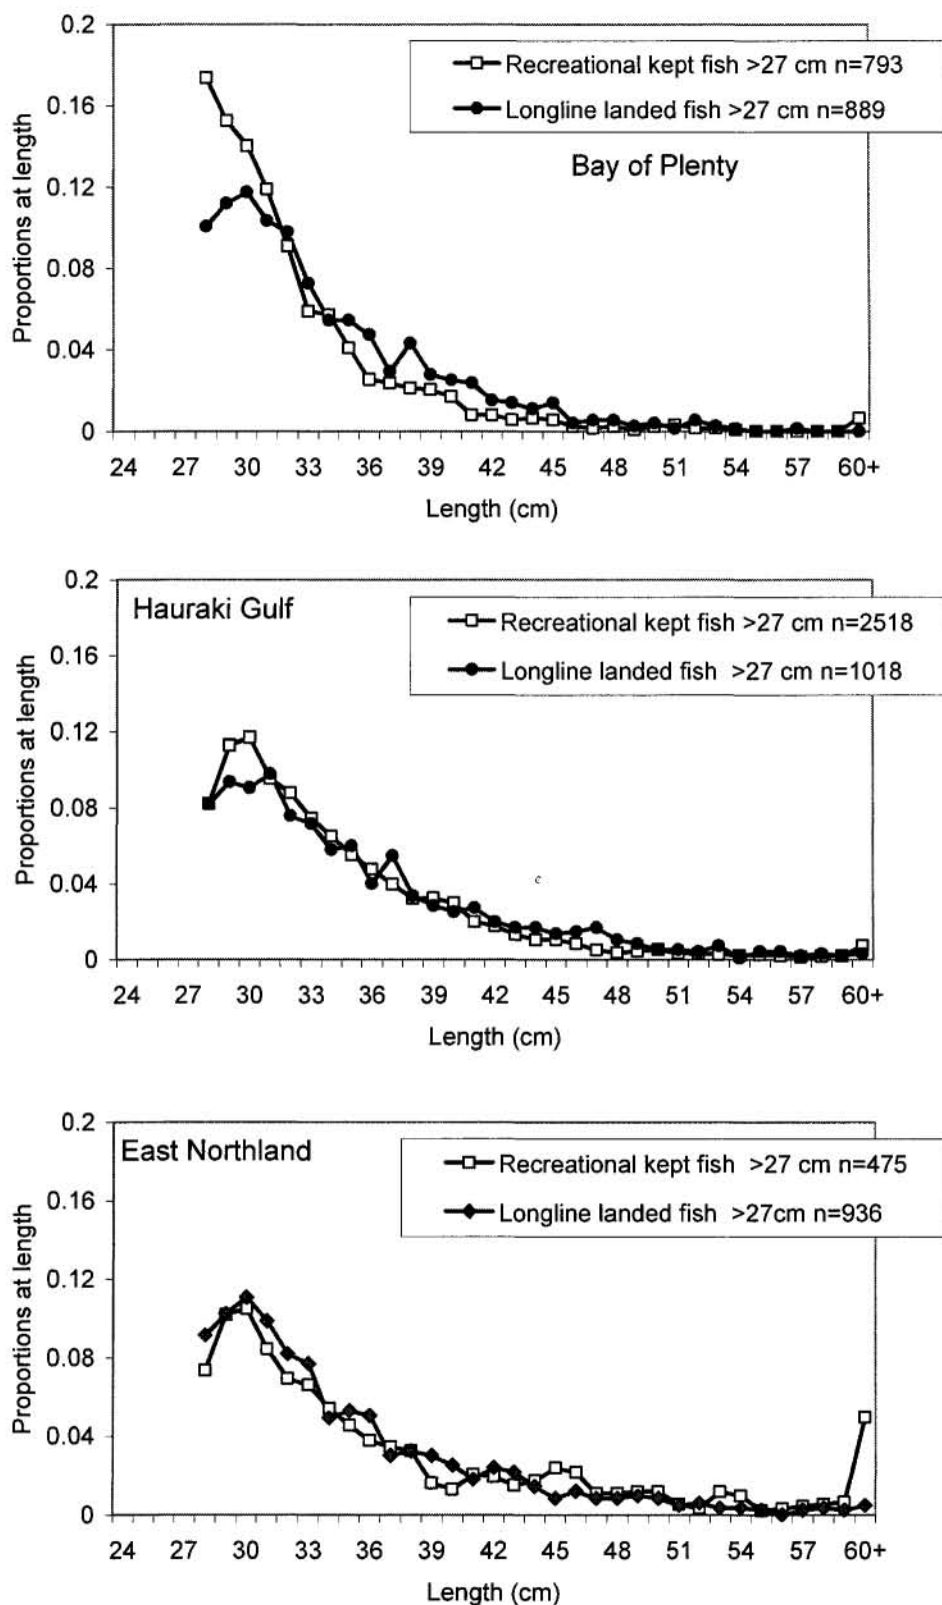 0.2
Recreational kept fish >27 cm n=793
0.16
Longline landed fish >27 cm n=889
Bay of Plenty
0.12
0.08
0.04
0
Proportions at length
24 27 30 33 36 39 42 45 48 51 54 57 60+
Length (cm)
0.2
Hauraki Gulf
Recreational kept fish >27 cm n=2518
0.16
Longline landed fish >27 cm n=1018
0.12
0.08
0.04
0
Proportions at length
24 27 30 33 36 39 42 45 48 51 54 57 60+
Length (cm)
0.2
East Northland
Recreational kept fish >27 cm n=475
0.16
Longline landed fish >27cm n=936
0.12
0.08
0.04
0
Proportions at length
24 27 30 33 36 39 42 45 48 51 54 57 60+
Length (cm)